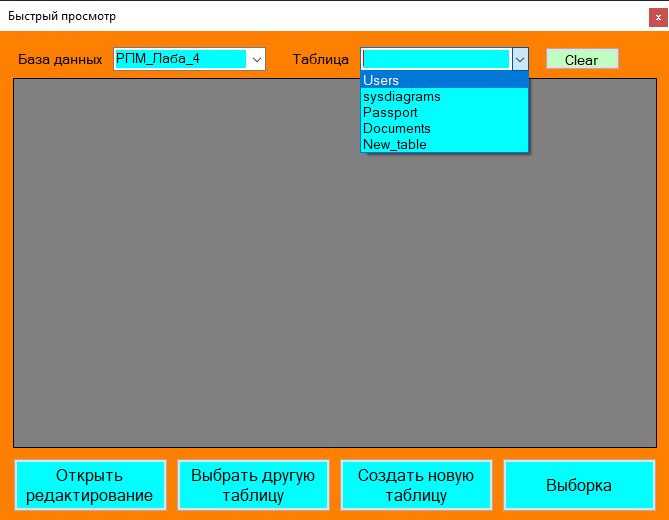 Быстрый просмотр
x
База данных РПМ_Лаба_4 Таблица Clear
Users
sysdiagrams
Passport
Documents
New_table
Открыть
редактирование
Выбрать другую
таблицу
Создать новую
таблицу
Выборка